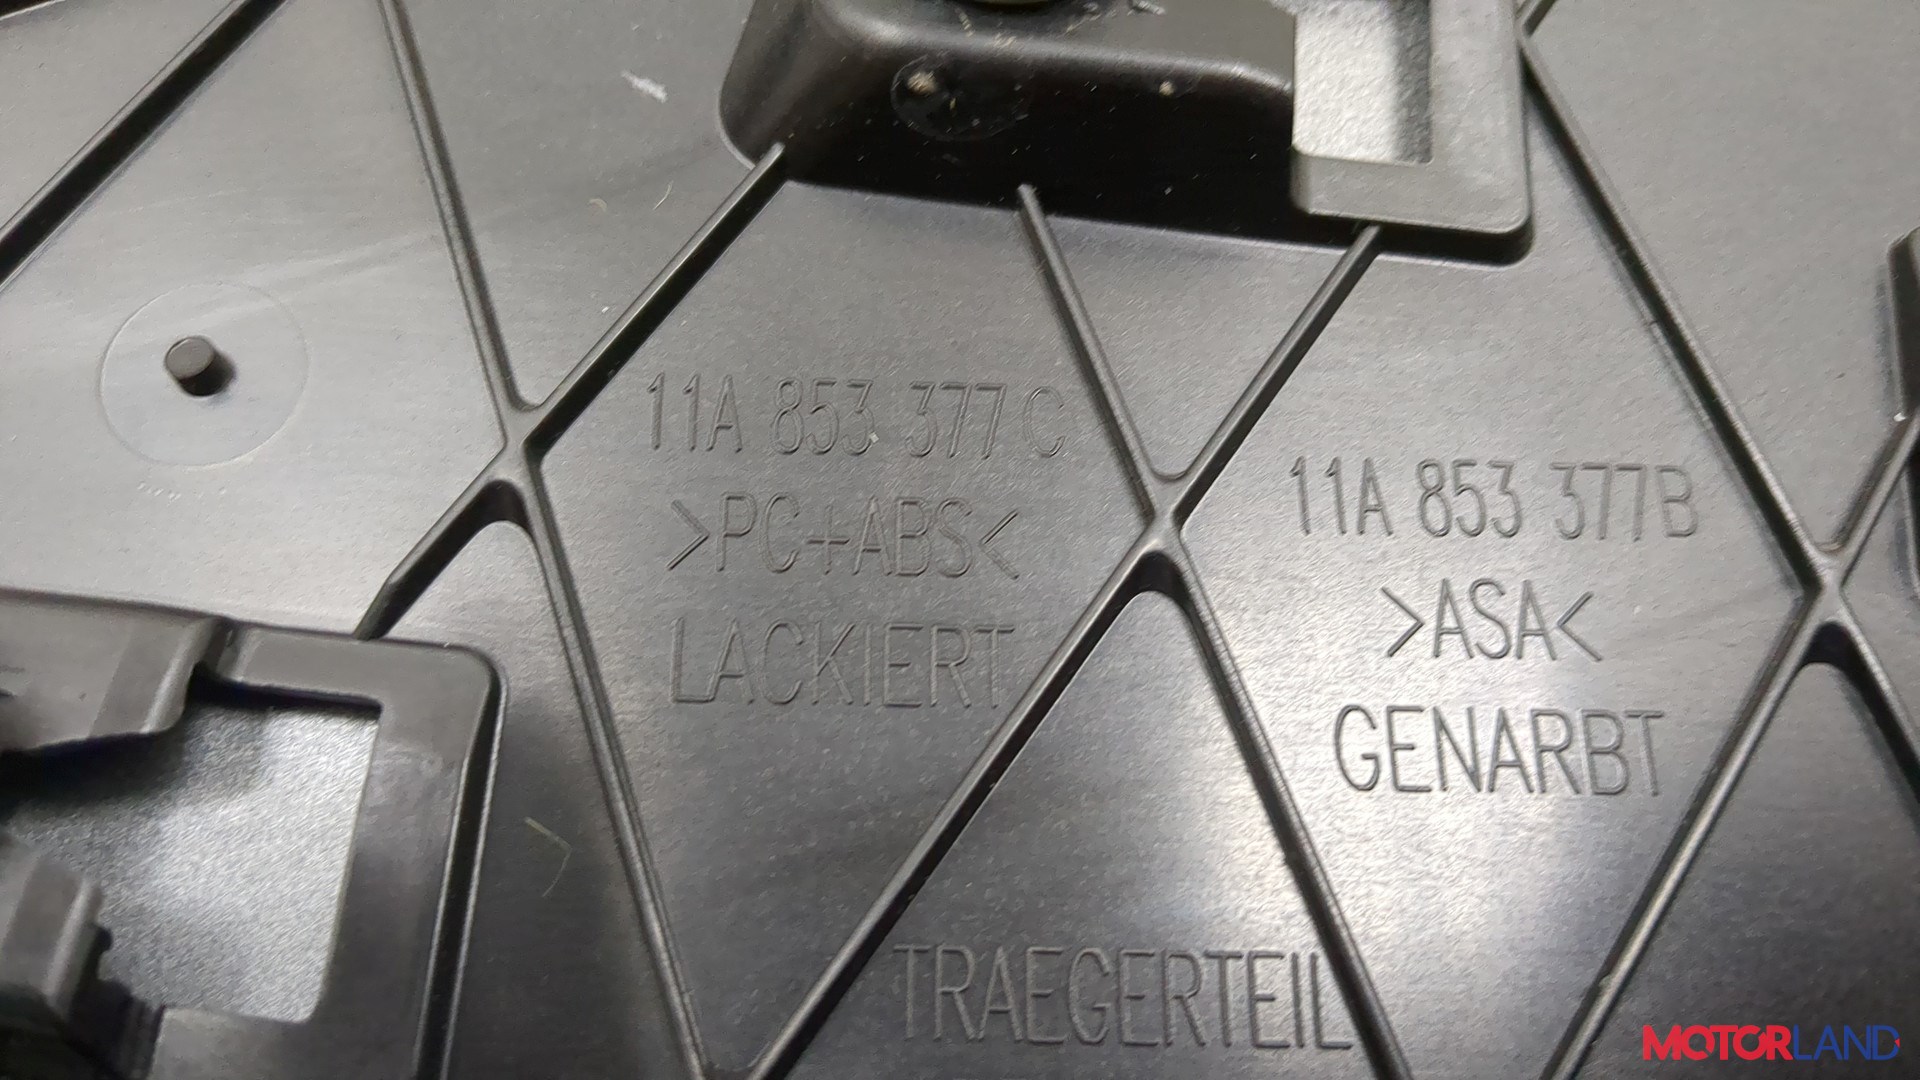 11A 853 377 C
>PC+ABS<
LACKIERT
11A 853 377B
>ASA<
GENARBT
TRAEGERTEIL
MOTORLAND